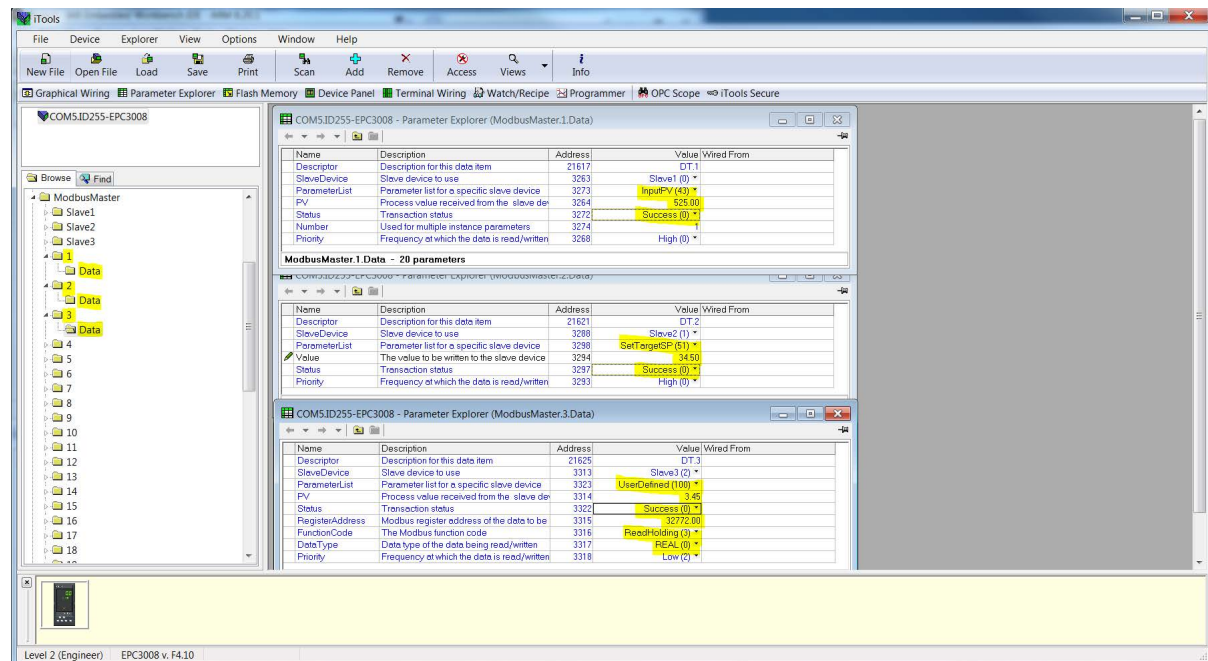 iTools
File Device Explorer View Options Window Help
New File Open File Load Save Print Scan Add Remove Access Views Info
Graphical Wiring Parameter Explorer Flash Memory Device Panel Terminal Wiring Watch/Recipe Programmer OPC Scope iTools Secure
COM5.ID255-EPC3008
Browse Find
ModbusMaster
Slave1
Slave2
Slave3
1
Data
2
Data
3
Data
4
5
6
7
8
9
10
11
12
13
14
15
16
17
18
COM5.ID255-EPC3008 - Parameter Explorer (ModbusMaster.1.Data)
Name Description Address Value Wired From
Descriptor Description for this data item 21617 DT.1
SlaveDevice Slave device to use 3263 Slave1 (0)
ParameterList Parameter list for a specific slave device 3273 InputPV (43)
PV Process value received from the slave de 3264 525.00
Status Transaction status 3272 Success (0)
Number Used for multiple instance parameters 3274 1
Priority Frequency at which the data is read/written 3268 High (0)
ModbusMaster.1.Data - 20 parameters
COM5.ID255-EPC3008 - Parameter Explorer (ModbusMaster.2.Data)
Name Description Address Value Wired From
Descriptor Description for this data item 21621 DT.2
SlaveDevice Slave device to use 3288 Slave2 (1)
ParameterList Parameter list for a specific slave device 3298 SetTargetSP (51)
Value The value to be written to the slave device 3294 34.50
Status Transaction status 3297 Success (0)
Priority Frequency at which the data is read/written 3293 High (0)
COM5.ID255-EPC3008 - Parameter Explorer (ModbusMaster.3.Data)
Name Description Address Value Wired From
Descriptor Description for this data item 21625 DT.3
SlaveDevice Slave device to use 3313 Slave3 (2)
ParameterList Parameter list for a specific slave device 3323 UserDefined (100)
PV Process value received from the slave de 3314 3.45
Status Transaction status 3322 Success (0)
RegisterAddress Modbus register address of the data to be 3315 32772.00
FunctionCode The Modbus function code 3316 ReadHolding (3)
DataType Data type of the data being read/written 3317 REAL (0)
Priority Frequency at which the data is read/written 3318 Low (2)
Level 2 (Engineer) EPC3008 v. F4.10